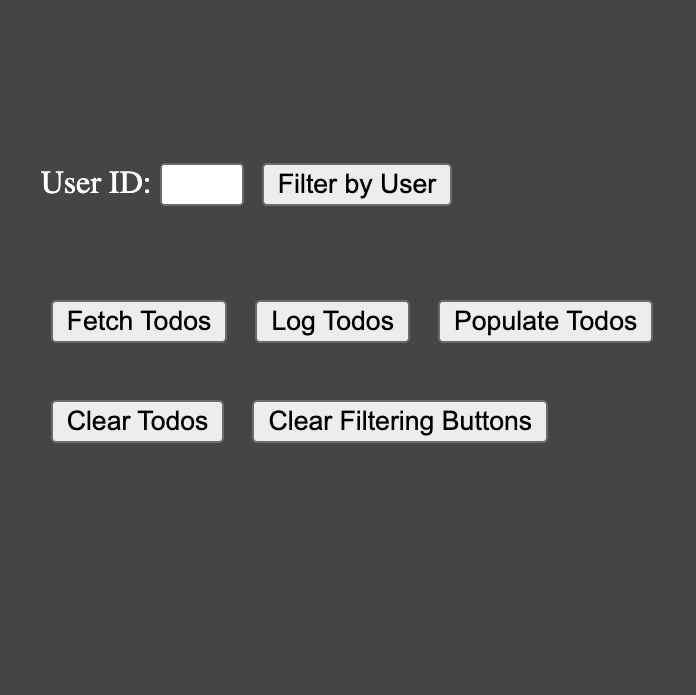 User ID: Filter by User
Fetch Todos Log Todos Populate Todos
Clear Todos Clear Filtering Buttons